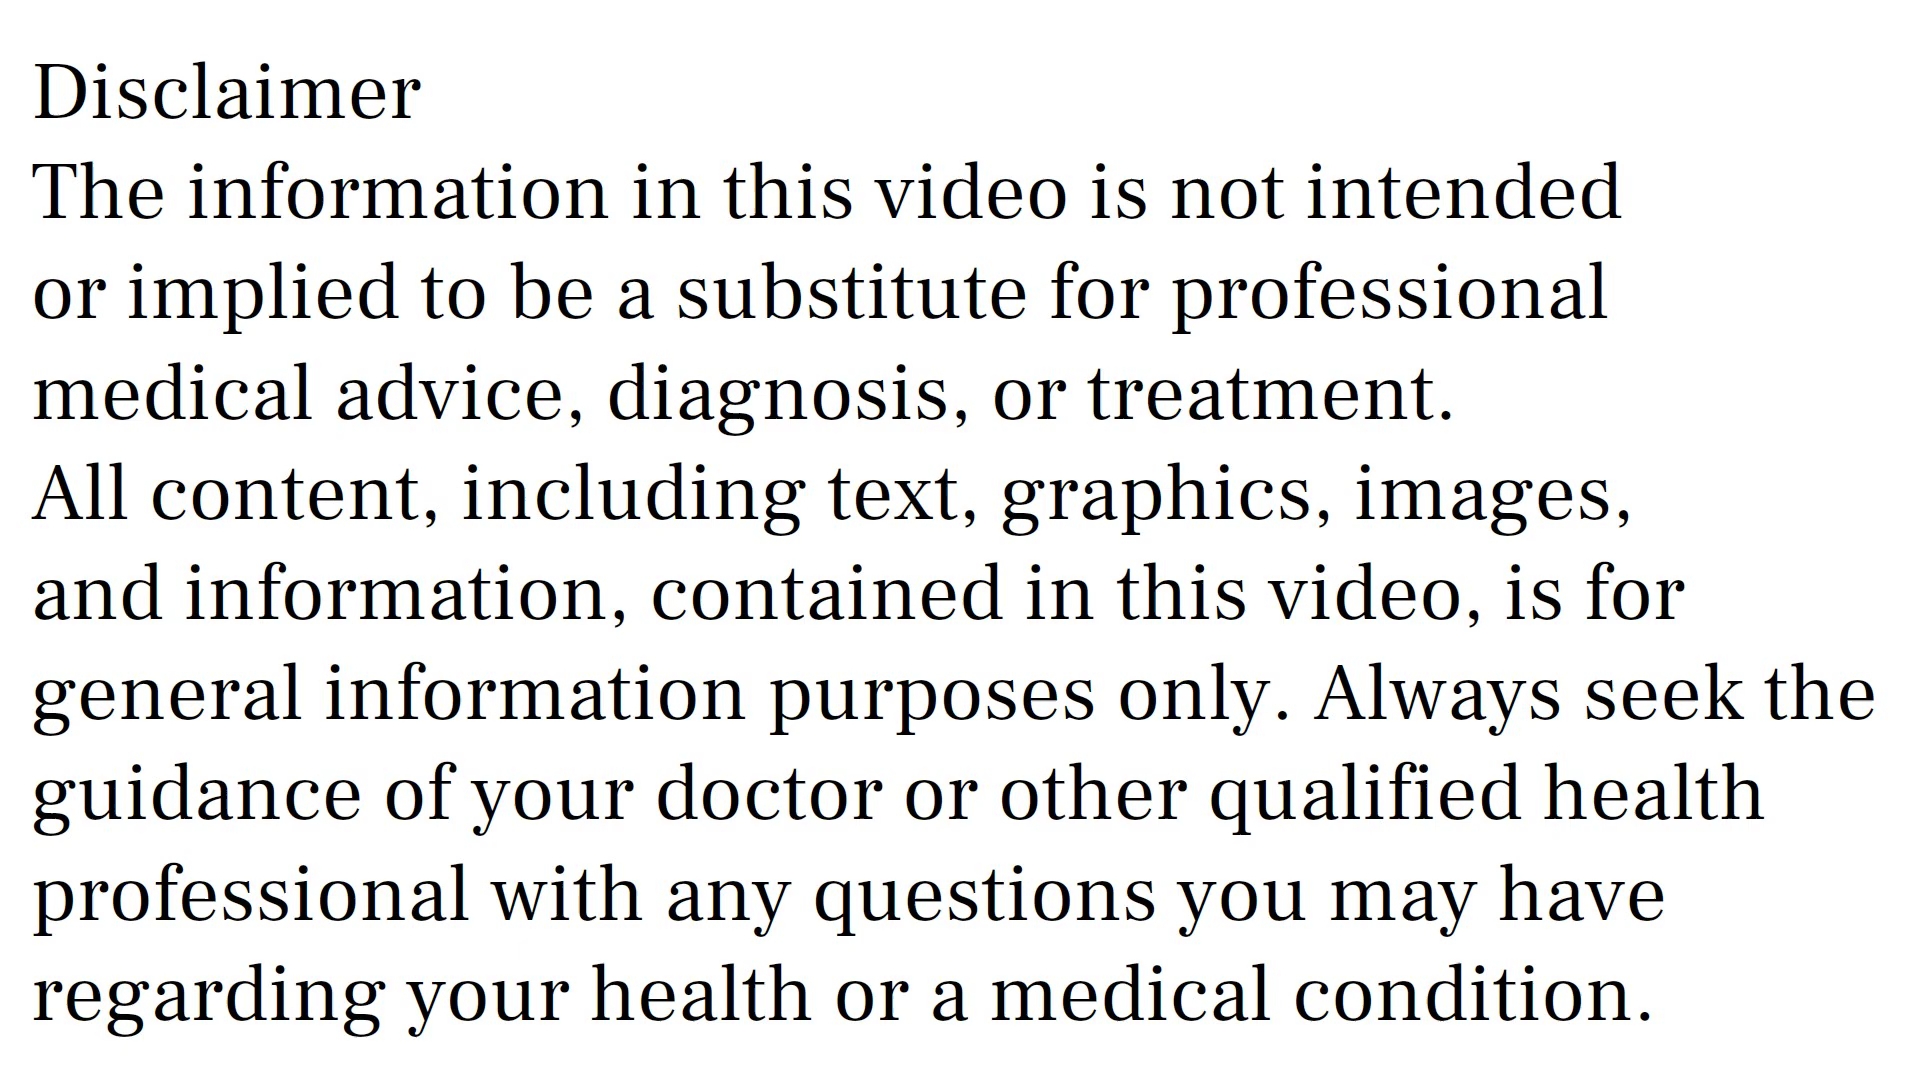 Disclaimer
The information in this video is not intended
or implied to be a substitute for professional
medical advice, diagnosis, or treatment.
All content, including text, graphics, images,
and information, contained in this video, is for
general information purposes only. Always seek the
guidance of your doctor or other qualified health
professional with any questions you may have
regarding your health or a medical condition.